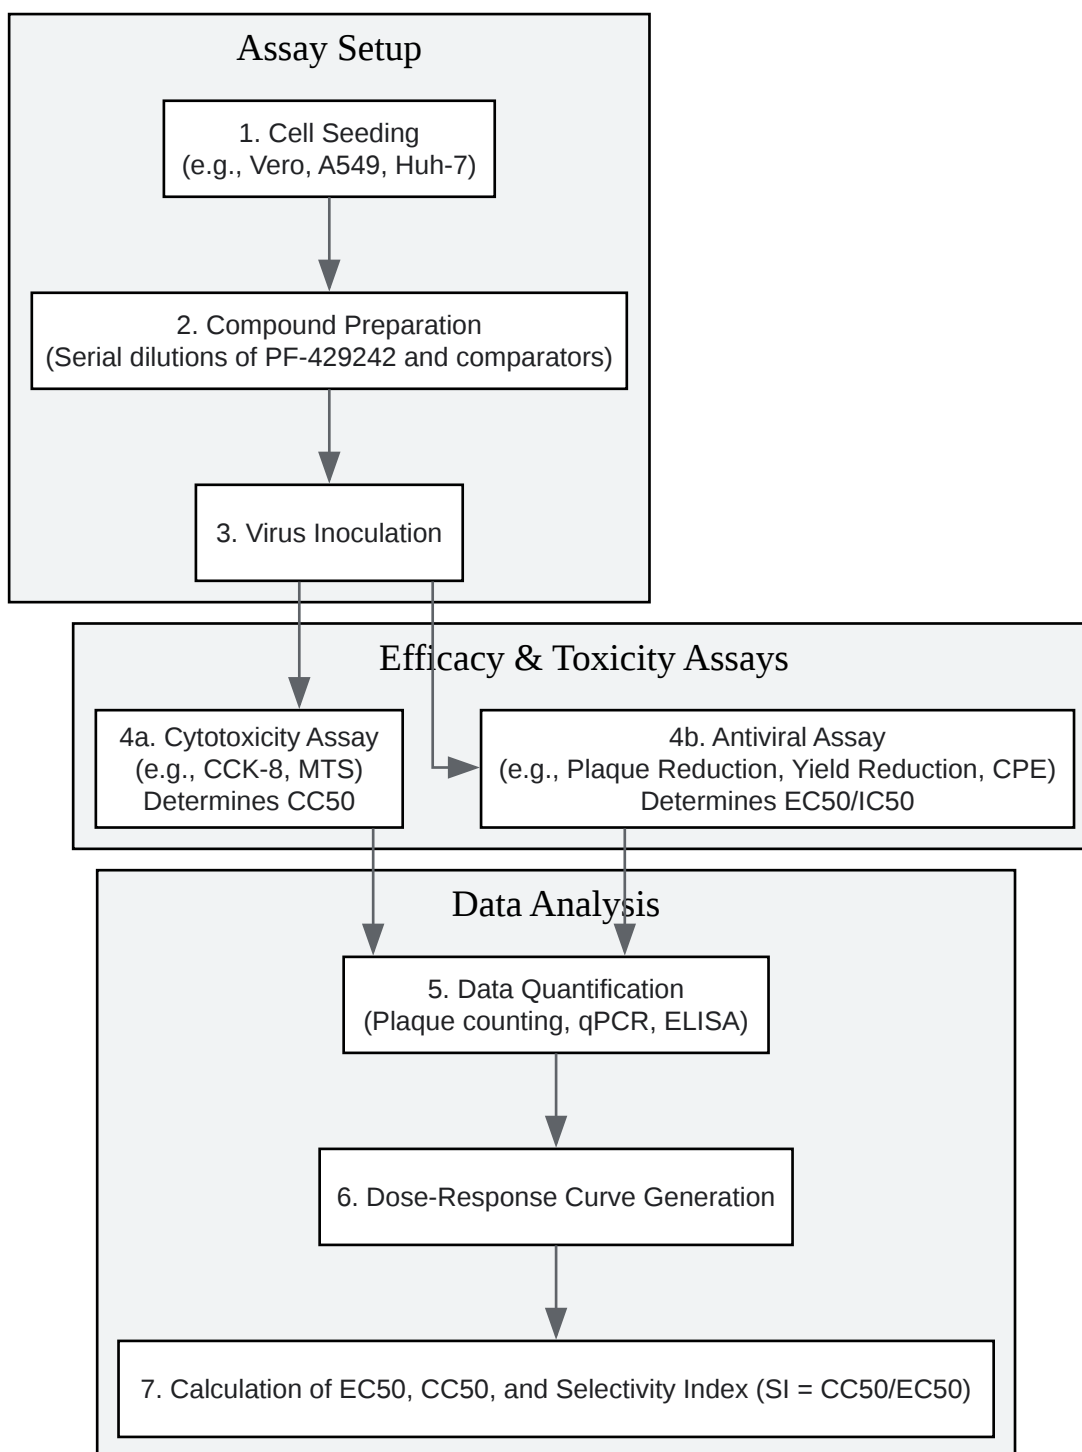 Assay Setup
1. Cell Seeding
(e.g., Vero, A549, Huh-7)
2. Compound Preparation
(Serial dilutions of PF-429242 and comparators)
3. Virus Inoculation
Efficacy & Toxicity Assays
4a. Cytotoxicity Assay
(e.g., CCK-8, MTS)
Determines CC50
4b. Antiviral Assay
(e.g., Plaque Reduction, Yield Reduction, CPE)
Determines EC50/IC50
Data Analysis
5. Data Quantification
(Plaque counting, qPCR, ELISA)
6. Dose-Response Curve Generation
7. Calculation of EC50, CC50, and Selectivity Index (SI = CC50/EC50)